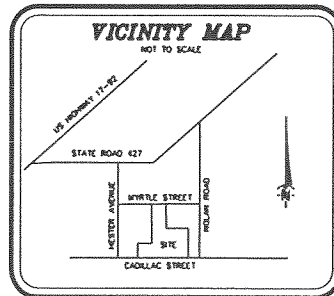 VICINITY MAP
NOT TO SCALE
US HIGHWAY 17-92
STATE ROAD 427
HESTER AVENUE
MYRTLE STREET
NOLAN ROAD
SITE
CADILLAC STREET
N